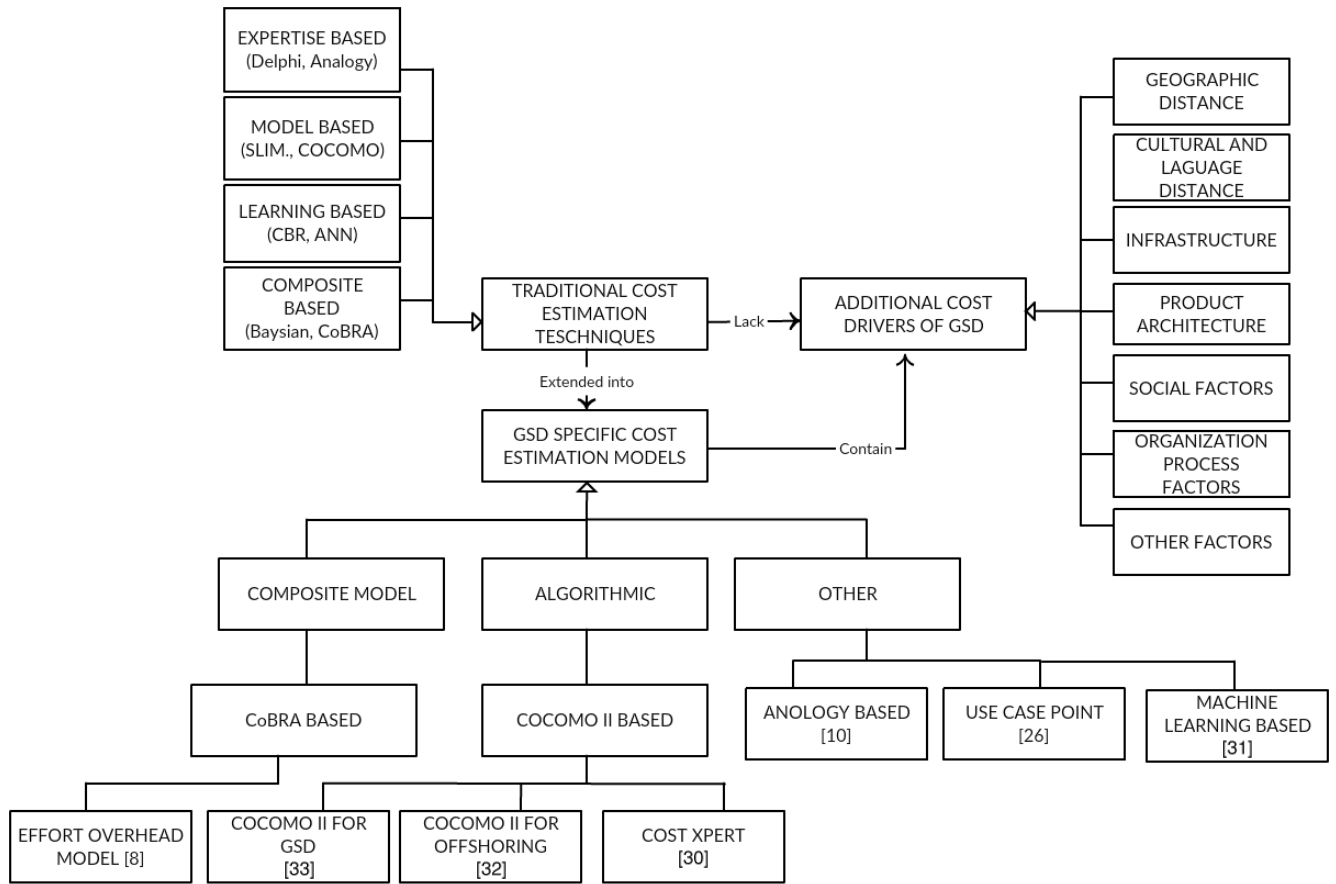 EXPERTISE BASED
(Delphi, Analogy)
MODEL BASED
(SLIM., COCOMO)
LEARNING BASED
(CBR, ANN)
COMPOSITE
BASED
(Baysian, CoBRA)
TRADITIONAL COST
ESTIMATION
TESCHNIQUES
Lack
ADDITIONAL COST
DRIVERS OF GSD
GEOGRAPHIC
DISTANCE
CULTURAL AND
LAGUAGE
DISTANCE
INFRASTRUCTURE
PRODUCT
ARCHITECTURE
SOCIAL FACTORS
ORGANIZATION
PROCESS
FACTORS
OTHER FACTORS
Extended into
GSD SPECIFIC COST
ESTIMATION MODELS
Contain
COMPOSITE MODEL
ALGORITHMIC
OTHER
CoBRA BASED
COCOMO II BASED
ANOLOGY BASED
[10]
USE CASE POINT
[26]
MACHINE
LEARNING BASED
[31]
EFFORT OVERHEAD
MODEL [8]
COCOMO II FOR
GSD
[33]
COCOMO II FOR
OFFSHORING
[32]
COST XPERT
[30]